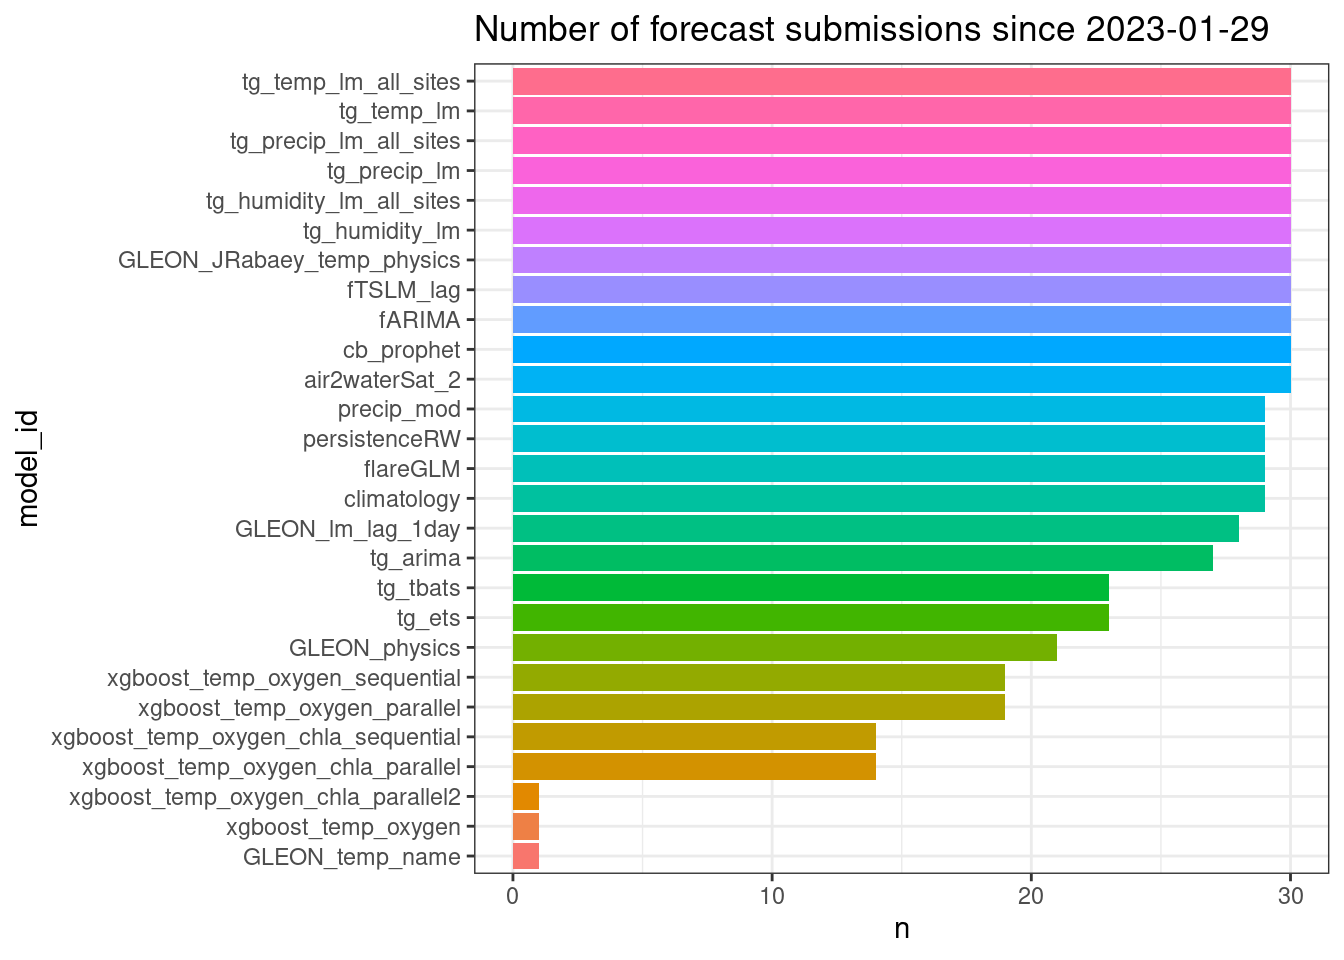 Number of forecast submissions since 2023-01-29
tg_temp_lm_all_sites
tg_temp_lm
tg_precip_lm_all_sites
tg_precip_lm
tg_humidity_lm_all_sites
tg_humidity_lm
GLEON_JRabaey_temp_physics
fTSLM_lag
fARIMA
cb_prophet
air2waterSat_2
precip_mod
persistenceRW
flareGLM
climatology
GLEON_lm_lag_1day
tg_arima
tg_tbats
tg_ets
GLEON_physics
xgboost_temp_oxygen_sequential
xgboost_temp_oxygen_parallel
xgboost_temp_oxygen_chla_sequential
xgboost_temp_oxygen_chla_parallel
xgboost_temp_oxygen_chla_parallel2
xgboost_temp_oxygen
GLEON_temp_name
model_id
0 10 20 30
n